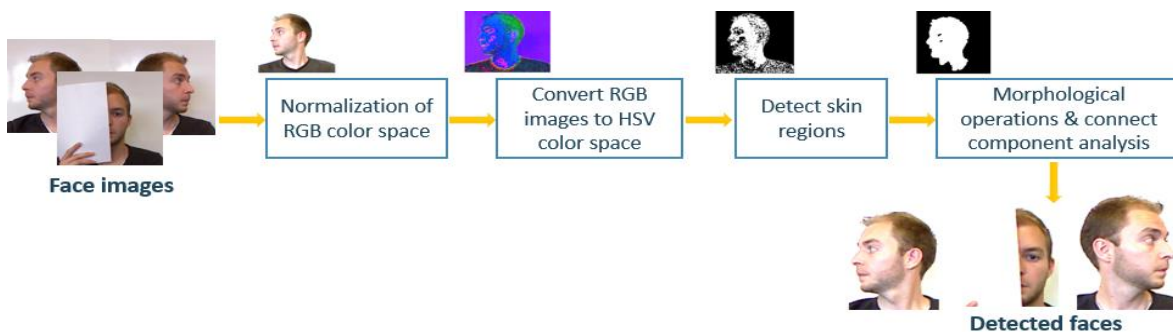 Face images
Normalization of
RGB color space
Convert RGB
images to HSV
color space
Detect skin
regions
Morphological
operations & connect
component analysis
Detected faces